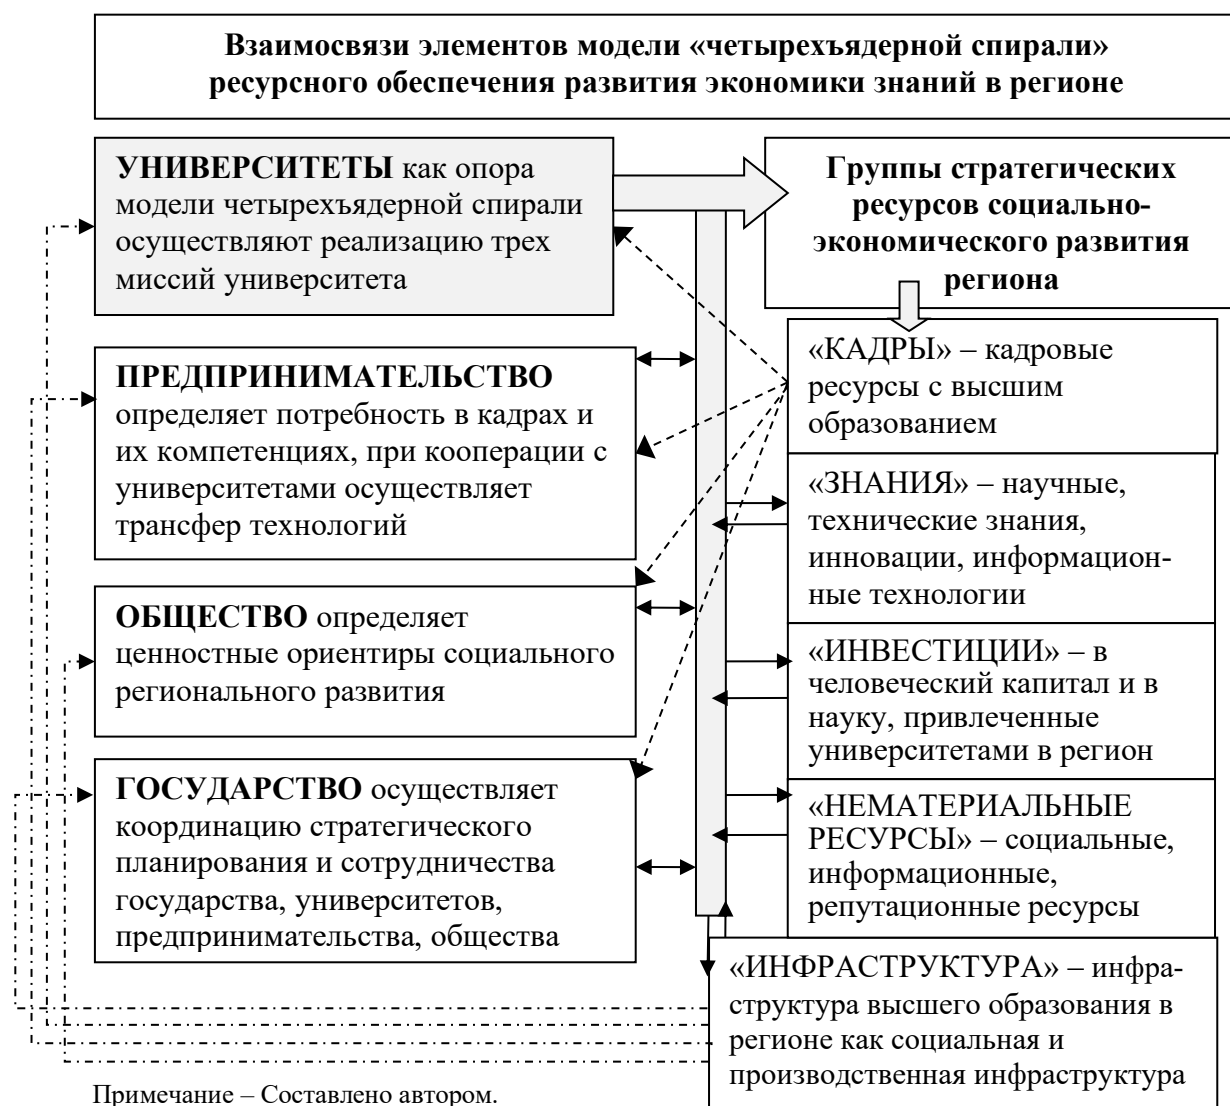 Взаимосвязи элементов модели «четырехъядерной спирали»
ресурсного обеспечения развития экономики знаний в регионе
УНИВЕРСИТЕТЫ как опора
модели четырехъядерной спирали
осуществляют реализацию трех
миссий университета
Группы стратегических
ресурсов социально-
экономического развития
региона
ПРЕДПРИНИМАТЕЛЬСТВО
определяет потребность в кадрах и
их компетенциях, при кооперации с
университетами осуществляет
трансфер технологий
ОБЩЕСТВО определяет
ценностные ориентиры социального
регионального развития
ГОСУДАРСТВО осуществляет
координацию стратегического
планирования и сотрудничества
государства, университетов,
предпринимательства, общества
«КАДРЫ» – кадровые
ресурсы с высшим
образованием
«ЗНАНИЯ» – научные,
технические знания,
инновации, информацион-
ные технологии
«ИНВЕСТИЦИИ» – в
человеческий капитал и в
науку, привлеченные
университетами в регион
«НЕМАТЕРИАЛЬНЫЕ
РЕСУРСЫ» – социальные,
информационные,
репутационные ресурсы
«ИНФРАСТРУКТУРА» – инфра-
структура высшего образования в
регионе как социальная и
производственная инфраструктура
Примечание – Составлено автором.